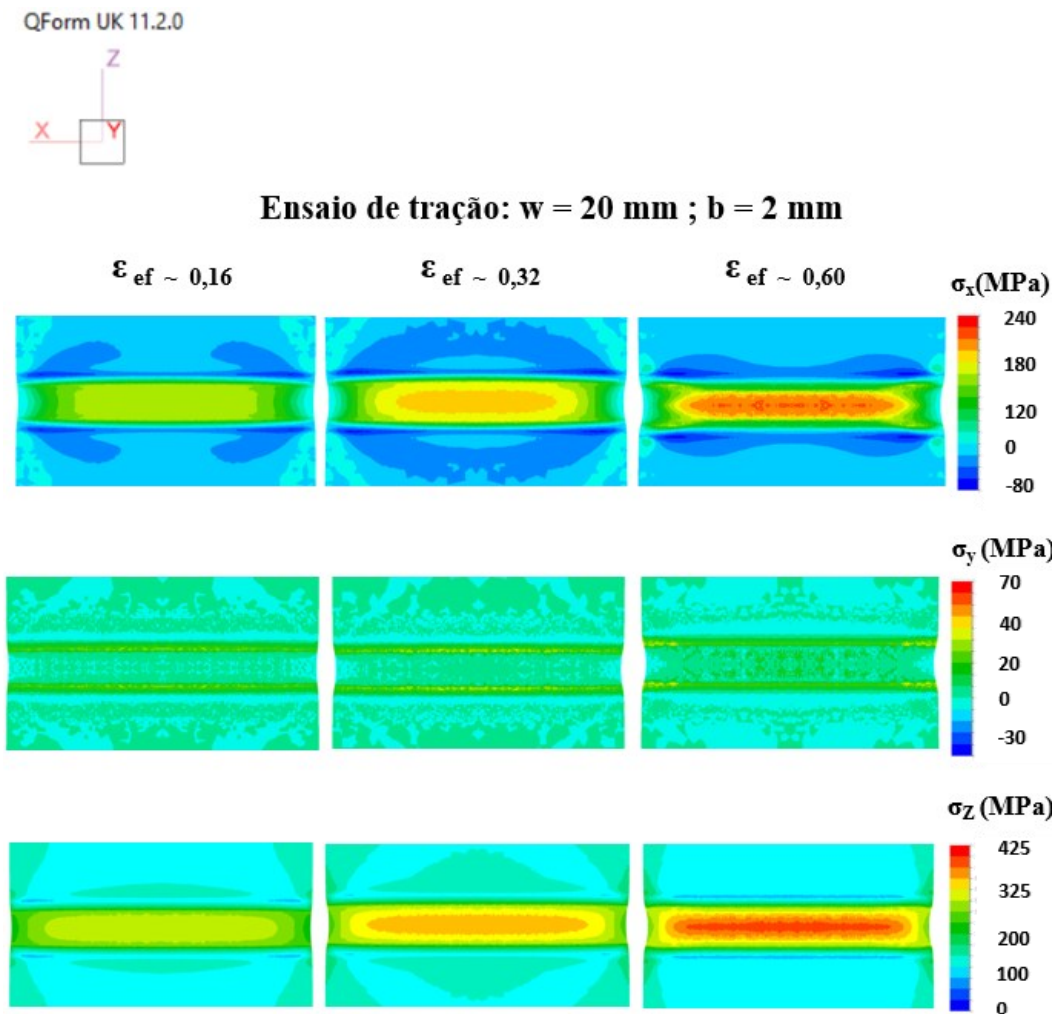 QForm UK 11.2.0
Z
X Y
Ensaio de tração: w = 20 mm ; b = 2 mm
ε ef ~ 0,16 ε ef ~ 0,32 ε ef ~ 0,60
σx(MPa)
240
180
120
0
-80
σy (MPa)
70
40
20
0
-30
σZ (MPa)
425
325
200
100
0